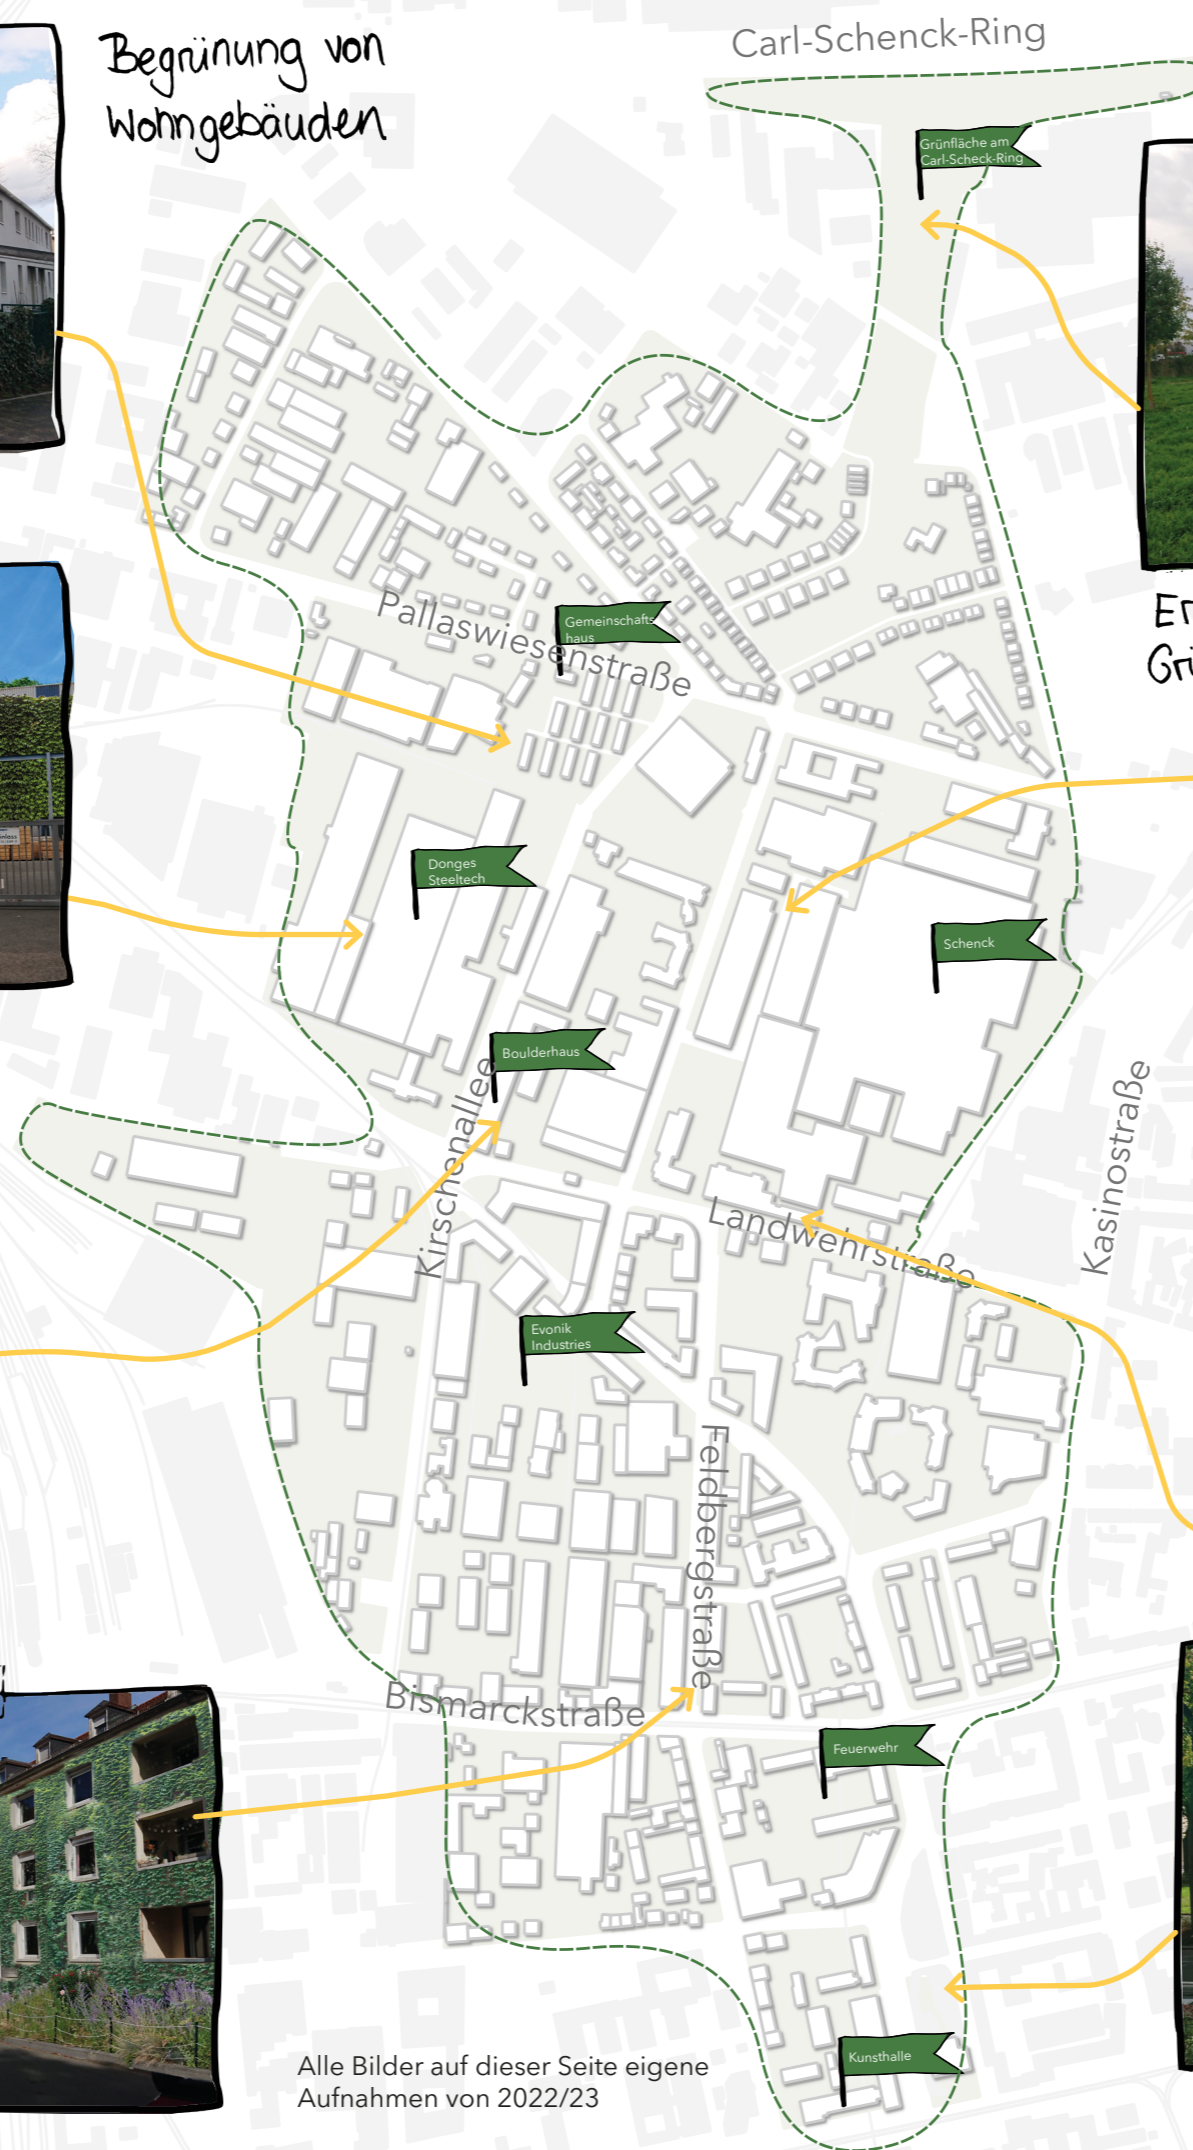 Begrünung von
Wohngebäuden
Carl-Schenck-Ring
Grünfläche am
Carl-Scheck-Ring
Gemeinschafts
haus
Pallaswiesenstraße
Donges
Steeltech
Schenck
Boulderhaus
Kirschenallee
Kasinostraße
Landwehrstraße
Evonik
Industries
Feldbergstraße
Bismarckstraße
Feuerwehr
Kunsthalle
Alle Bilder auf dieser Seite eigene
Aufnahmen von 2022/23